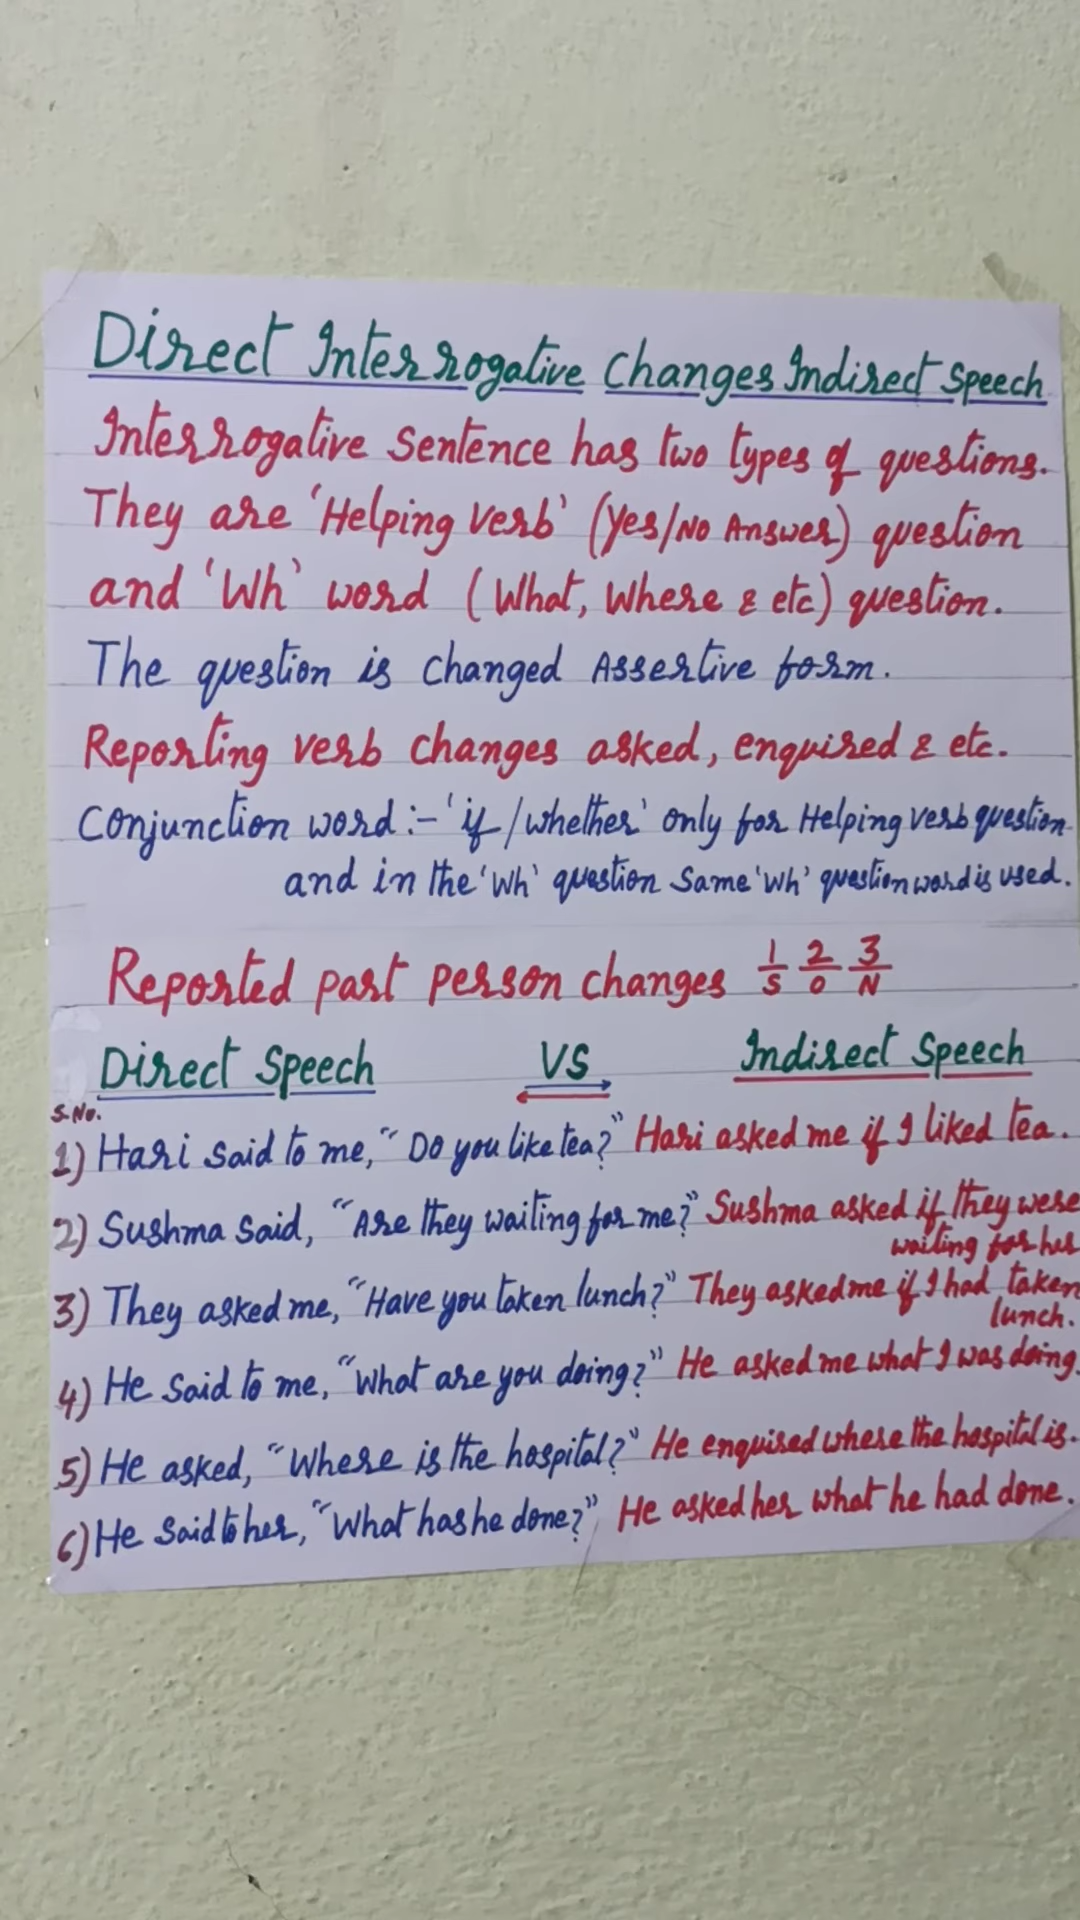 Direct Interrogative Changes Indirect Speech
Interrogative Sentence has two types of questions.
They are 'Helping verb' (Yes/No Answer) question
and 'Wh' word (What, Where & etc) question.
The question is changed Assertive form.
Reporting verb changes asked, enquired & etc.
Conjunction word :- 'if/whether' only for Helping verb question
and in the 'Wh' question Same 'Wh' question word is used.
Reported part person changes 1/S 2/O 3/N
Direct Speech VS Indirect Speech
S.No.
1) Hari said to me, "Do you like tea?" Hari asked me if I liked tea.
2) Sushma said, "Are they waiting for me?" Sushma asked if they were
waiting for her
3) They asked me, "Have you taken lunch?" They asked me if I had taken
lunch.
4) He said to me, "What are you doing?" He asked me what I was doing.
5) He asked, "Where is the hospital?" He enquired where the hospital is.
6) He said to her, "What has he done?" He asked her what he had done.